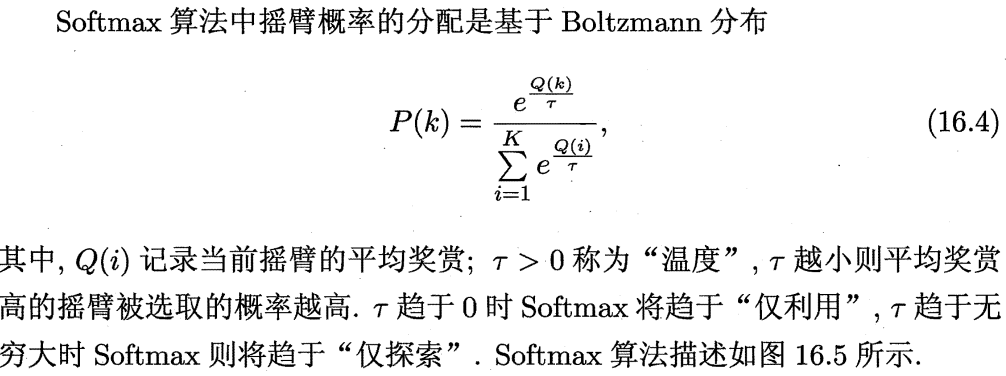 Softmax 算法中摇臂概率的分配是基于 Boltzmann 分布
P(k) = \frac{e^{\frac{Q(k)}{\tau}}}{\sum_{i=1}^{K} e^{\frac{Q(i)}{\tau}}}, (16.4)
其中, Q(i) 记录当前摇臂的平均奖赏; τ > 0 称为“温度”, τ 越小则平均奖赏
高的摇臂被选取的概率越高. τ 趋于 0 时 Softmax 将趋于“仅利用”, τ 趋于无
穷大时 Softmax 则将趋于“仅探索”. Softmax 算法描述如图 16.5 所示.